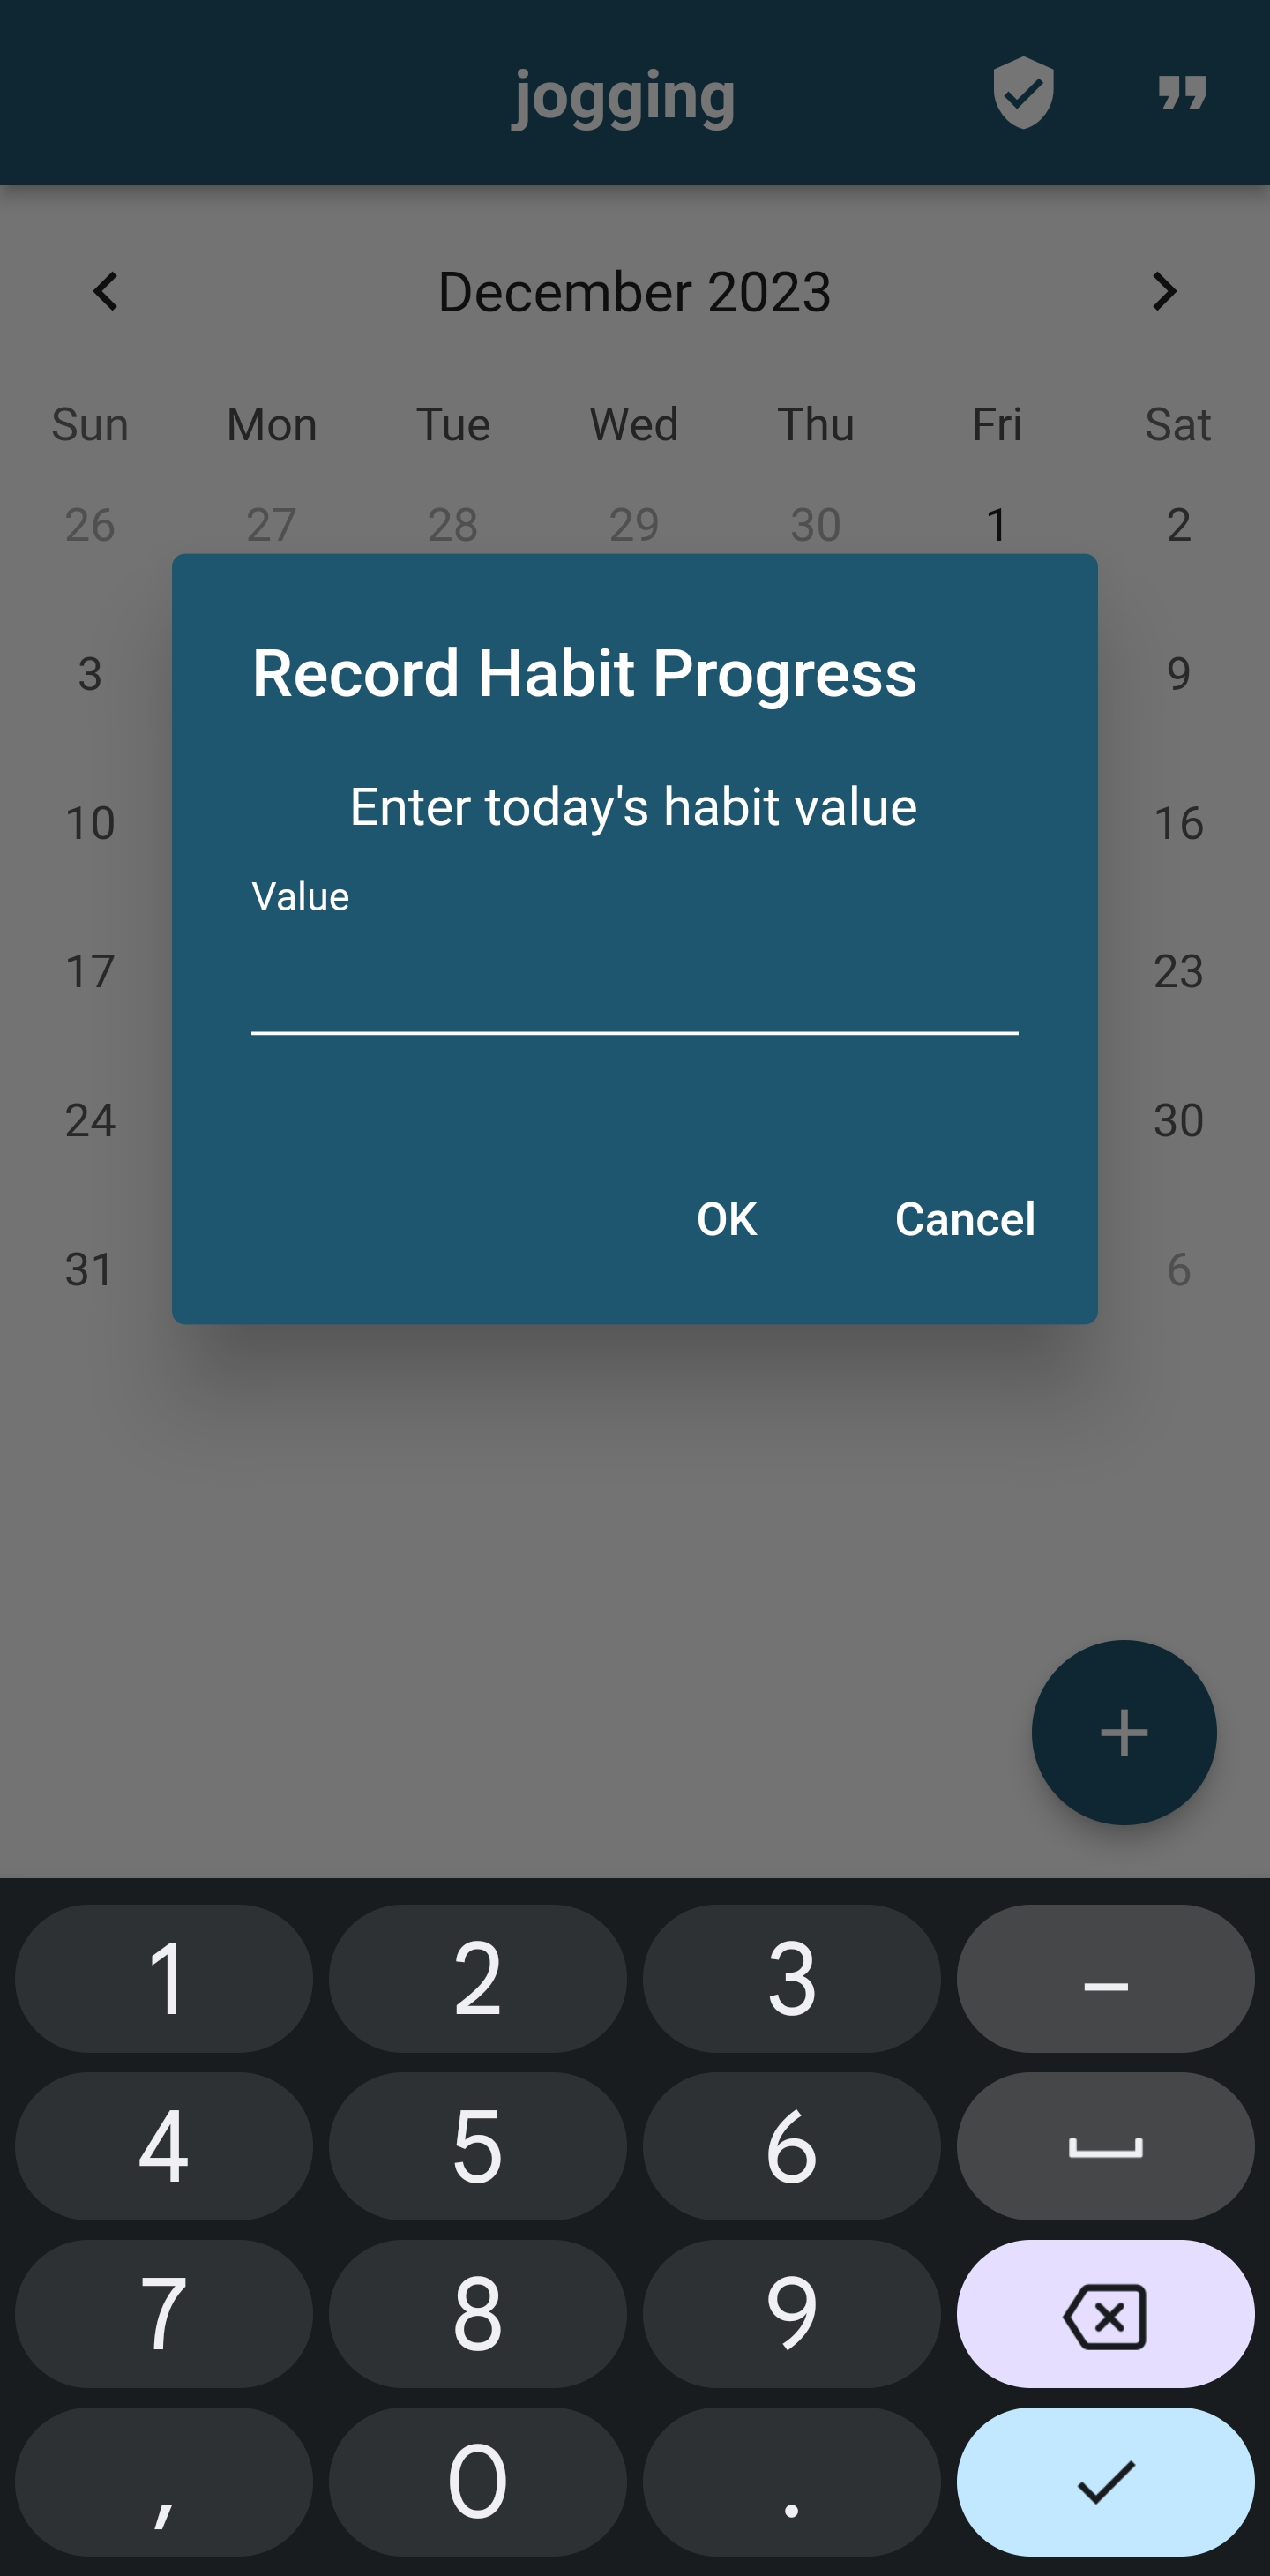 jogging
December 2023
Sun Mon Tue Wed Thu Fri Sat
26 27 28 29 30 1 2
3 9
10 16
17 23
24 30
31 6
Record Habit Progress
Enter today's habit value
Value
OK Cancel
1 2 3 –
4 5 6
7 8 9
, 0 .